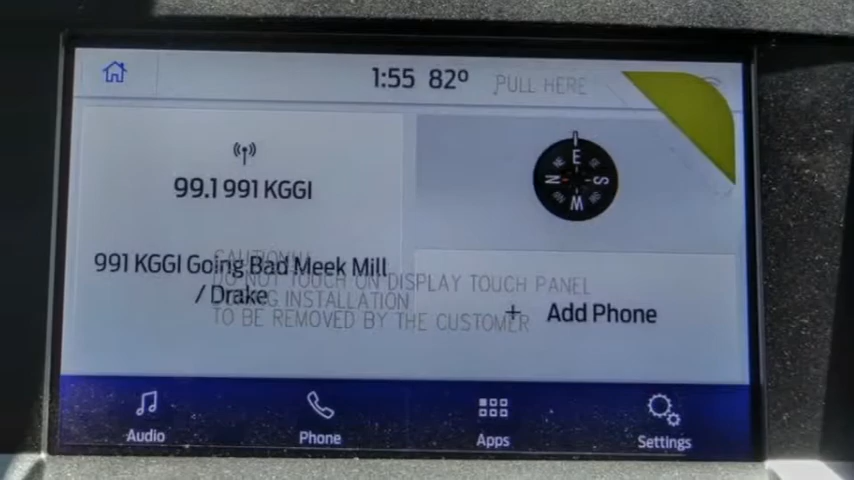 1:55 82°
PULL HERE
99.1 991 KGGI
E
N
S
W
991 KGGI Going Bad Meek Mill
/ Drake
CAUTION!!
DO NOT TOUCH ON DISPLAY TOUCH PANEL
DURING INSTALLATION
TO BE REMOVED BY THE CUSTOMER
+ Add Phone
Audio
Phone
Apps
Settings